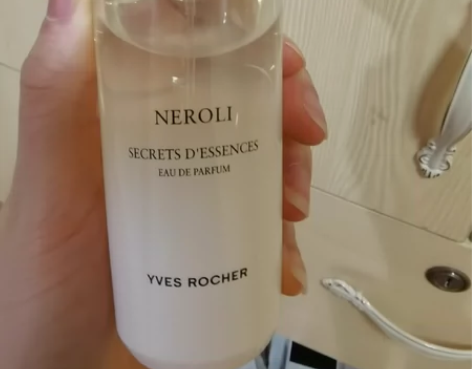 NEROLI
SECRETS D'ESSENCES
EAU DE PARFUM
YVES ROCHER